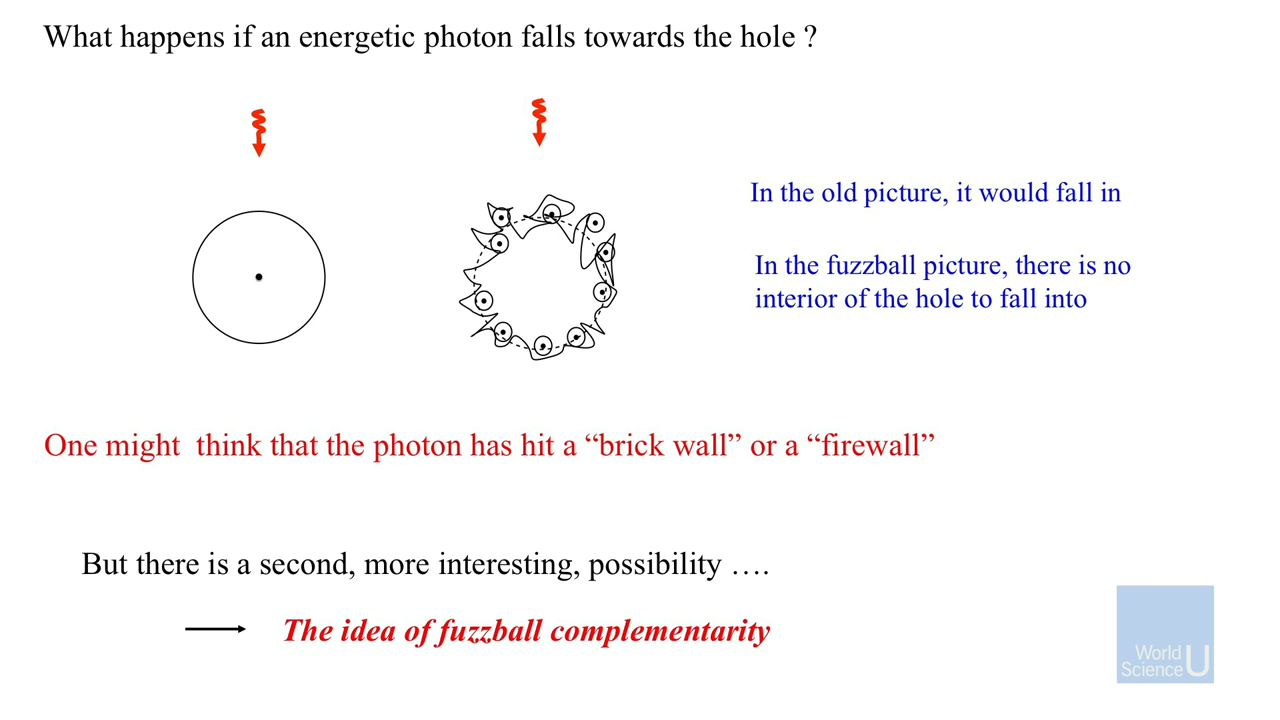 What happens if an energetic photon falls towards the hole ?
In the old picture, it would fall in
In the fuzzball picture, there is no
interior of the hole to fall into
One might  think that the photon has hit a “brick wall” or a “firewall”
But there is a second, more interesting, possibility ….
The idea of fuzzball complementarity
World
Science U